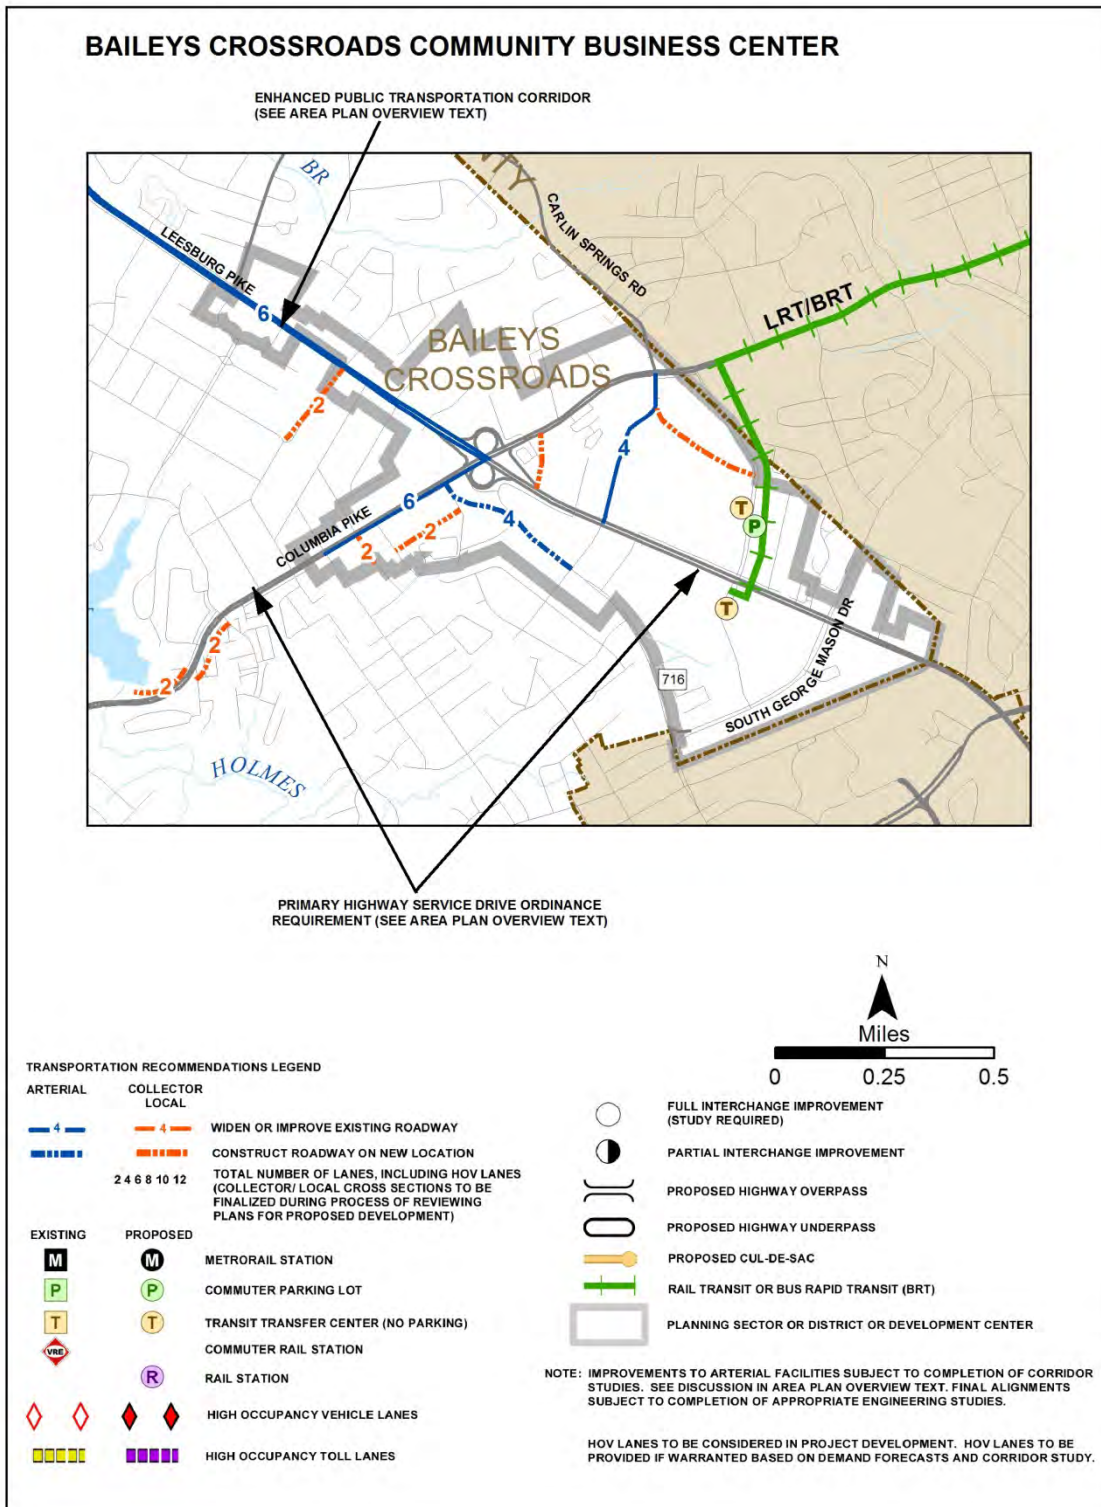 BAILEYS CROSSROADS COMMUNITY BUSINESS CENTER
ENHANCED PUBLIC TRANSPORTATION CORRIDOR
(SEE AREA PLAN OVERVIEW TEXT)
BR
NTY
CARLIN SPRINGS RD
LEESBURG PIKE
6
LRT/BRT
BAILEYS
CROSSROADS
2
4
6
COLUMBIA PIKE
2
2
4
T
P
T
2
2
716
SOUTH GEORGE MASON DR
HOLMES
PRIMARY HIGHWAY SERVICE DRIVE ORDINANCE
REQUIREMENT (SEE AREA PLAN OVERVIEW TEXT)
N
Miles
0 0.25 0.5
TRANSPORTATION RECOMMENDATIONS LEGEND
ARTERIAL COLLECTOR
LOCAL
4 4 WIDEN OR IMPROVE EXISTING ROADWAY
CONSTRUCT ROADWAY ON NEW LOCATION
2 4 6 8 10 12 TOTAL NUMBER OF LANES, INCLUDING HOV LANES
(COLLECTOR/ LOCAL CROSS SECTIONS TO BE
FINALIZED DURING PROCESS OF REVIEWING
PLANS FOR PROPOSED DEVELOPMENT)
EXISTING PROPOSED
M M METRORAIL STATION
P P COMMUTER PARKING LOT
T T TRANSIT TRANSFER CENTER (NO PARKING)
VRE COMMUTER RAIL STATION
R RAIL STATION
HIGH OCCUPANCY VEHICLE LANES
HIGH OCCUPANCY TOLL LANES
FULL INTERCHANGE IMPROVEMENT
(STUDY REQUIRED)
PARTIAL INTERCHANGE IMPROVEMENT
PROPOSED HIGHWAY OVERPASS
PROPOSED HIGHWAY UNDERPASS
PROPOSED CUL-DE-SAC
RAIL TRANSIT OR BUS RAPID TRANSIT (BRT)
PLANNING SECTOR OR DISTRICT OR DEVELOPMENT CENTER
NOTE: IMPROVEMENTS TO ARTERIAL FACILITIES SUBJECT TO COMPLETION OF CORRIDOR
STUDIES. SEE DISCUSSION IN AREA PLAN OVERVIEW TEXT. FINAL ALIGNMENTS
SUBJECT TO COMPLETION OF APPROPRIATE ENGINEERING STUDIES.
HOV LANES TO BE CONSIDERED IN PROJECT DEVELOPMENT. HOV LANES TO BE
PROVIDED IF WARRANTED BASED ON DEMAND FORECASTS AND CORRIDOR STUDY.